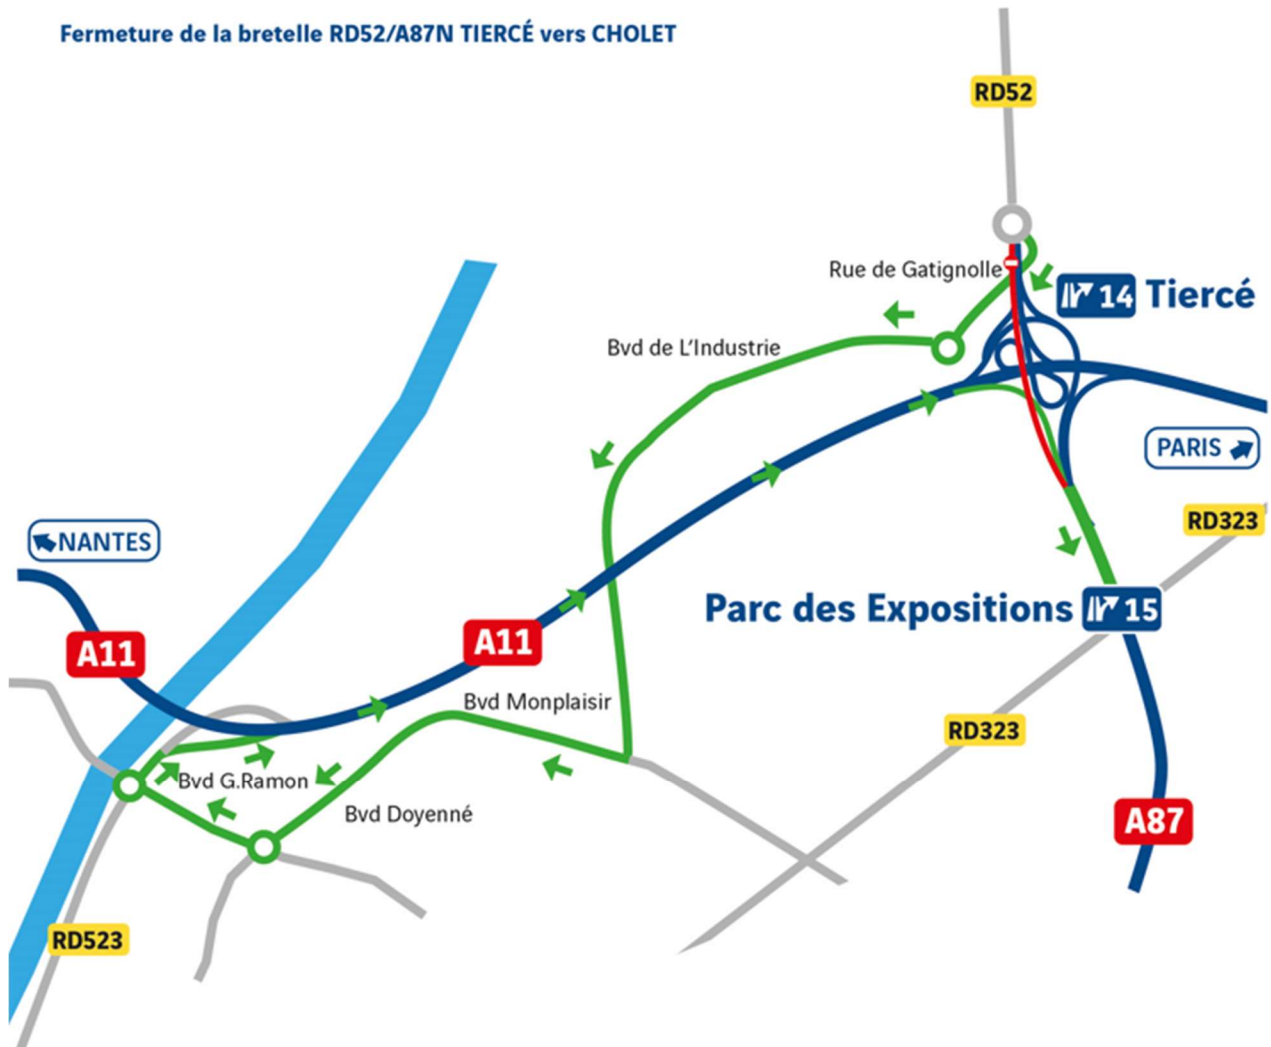 Fermeture de la bretelle RD52/A87N TIERCÉ vers CHOLET
RD52
Rue de Gatignolle
14 Tiercé
Bvd de L'Industrie
PARIS
RD323
NANTES
Parc des Expositions 15
A11
A11
Bvd Monplaisir
RD323
Bvd G.Ramon
Bvd Doyenné
A87
RD523